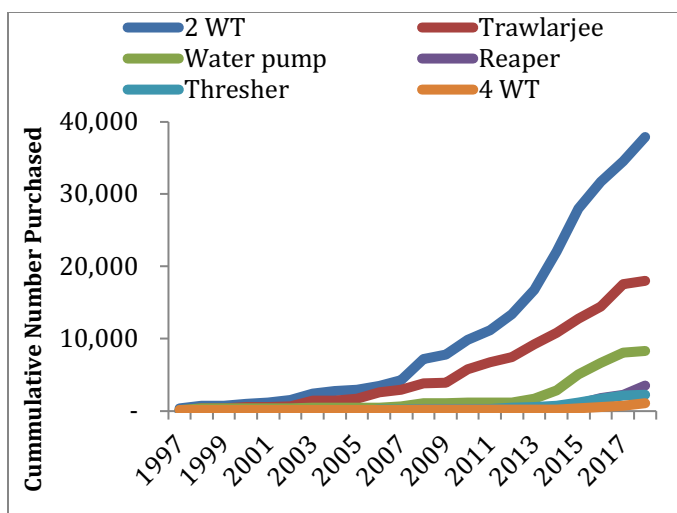 2 WT Trawlarjee
Water pump Reaper
Thresher 4 WT
Cummulative Number Purchased
40,000
30,000
20,000
10,000
-
1997 1999 2001 2003 2005 2007 2009 2011 2013 2015 2017